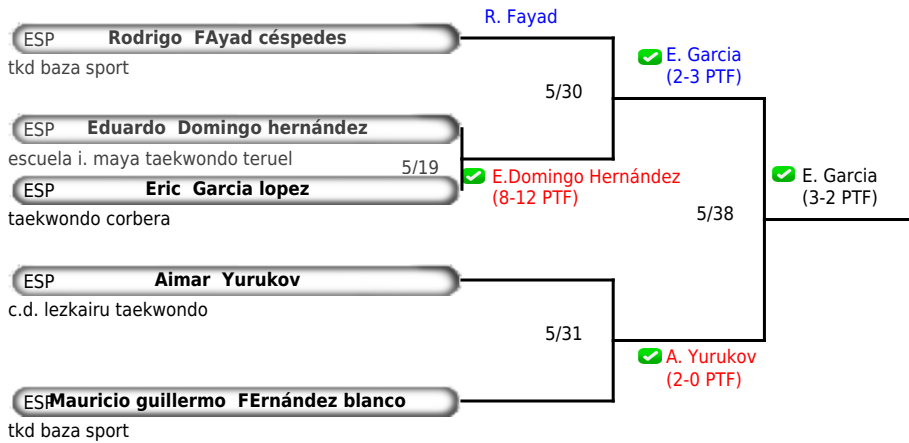 R. Fayad
ESP Rodrigo FAyad céspedes
tkd baza sport
E. Garcia
(2-3 PTF)
5/30
ESP Eduardo Domingo hernández
escuela i. maya taekwondo teruel
5/19
E.Domingo Hernández
(8-12 PTF)
ESP Eric Garcia lopez
taekwondo corbera
E. Garcia
(3-2 PTF)
5/38
ESP Aimar Yurukov
c.d. lezkairu taekwondo
5/31
A. Yurukov
(2-0 PTF)
ESP Mauricio guillermo FErnández blanco
tkd baza sport